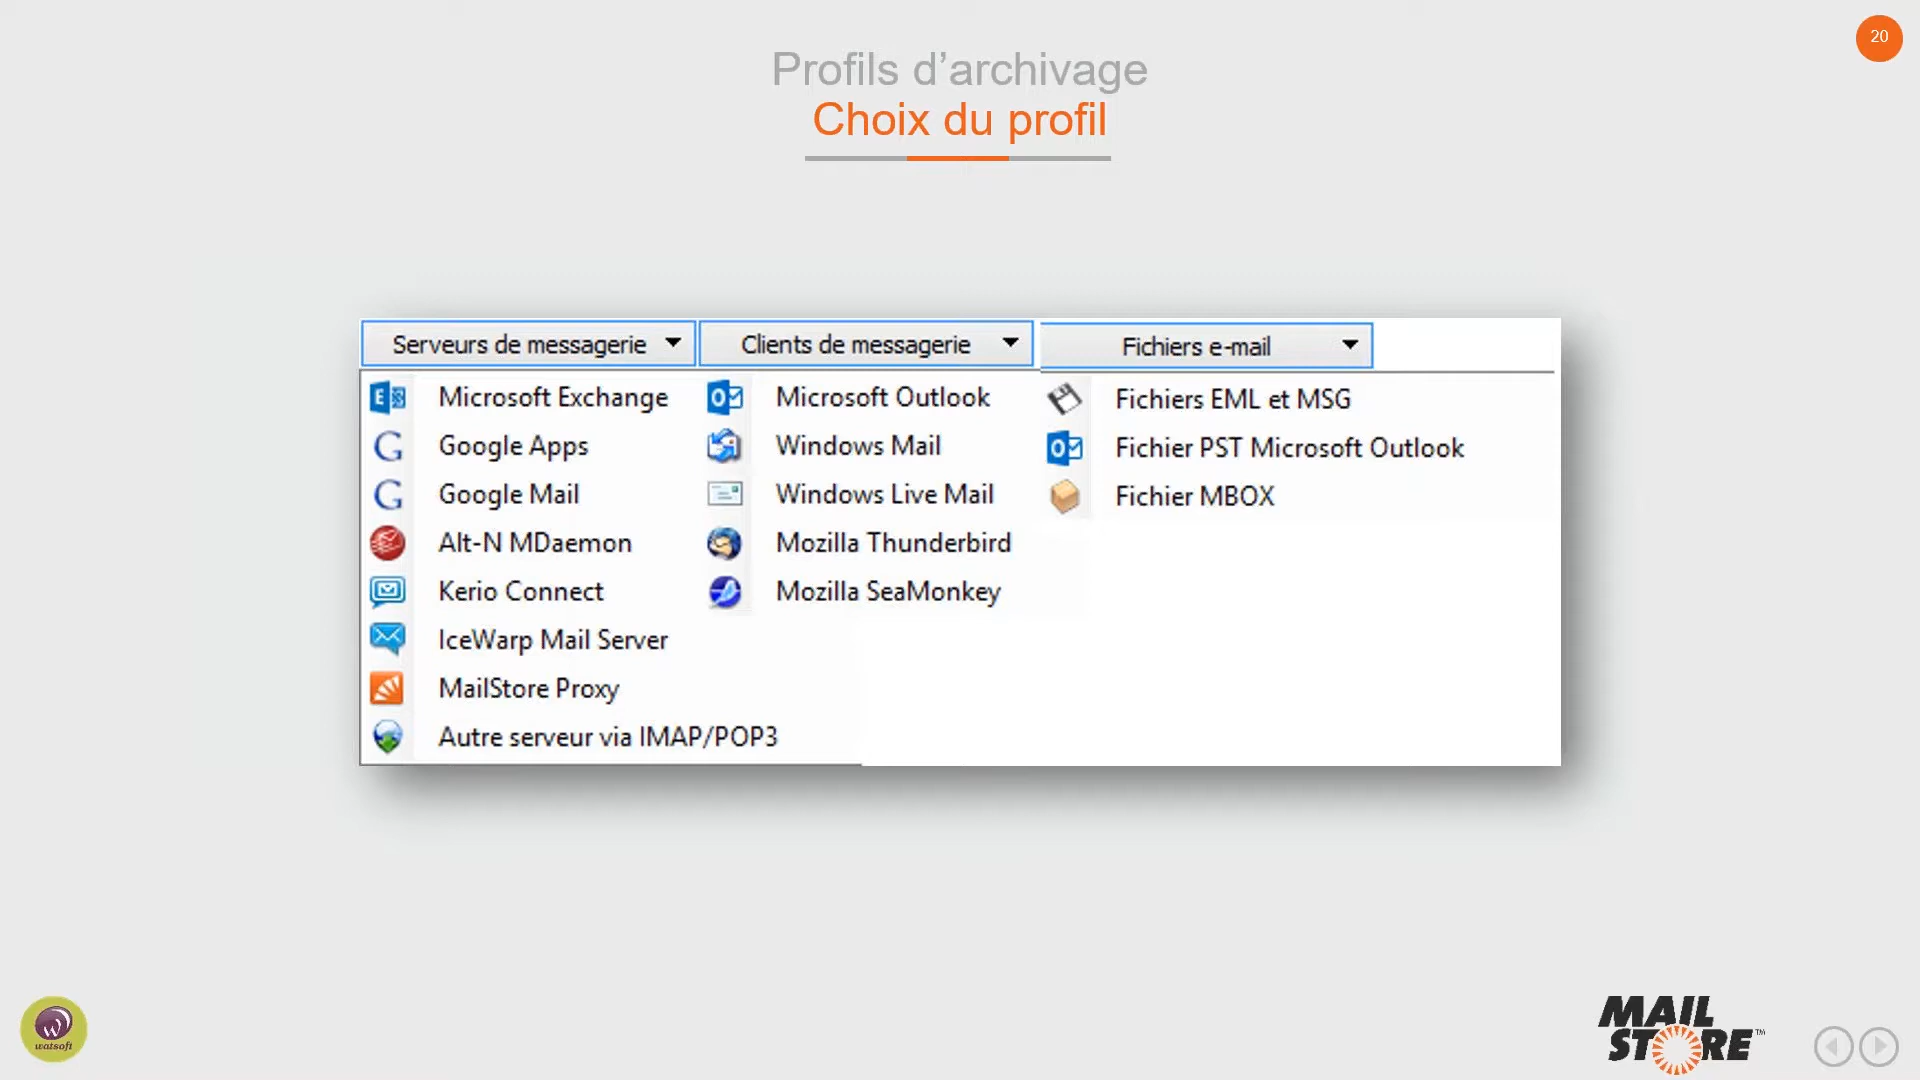 20
Profils d’archivage
Choix du profil
Serveurs de messagerie
Microsoft Exchange
Google Apps
Google Mail
Alt-N MDaemon
Kerio Connect
IceWarp Mail Server
MailStore Proxy
Autre serveur via IMAP/POP3
Clients de messagerie
Microsoft Outlook
Windows Mail
Windows Live Mail
Mozilla Thunderbird
Mozilla SeaMonkey
Fichiers e-mail
Fichiers EML et MSG
Fichier PST Microsoft Outlook
Fichier MBOX
watsoft
MAIL
STORE™